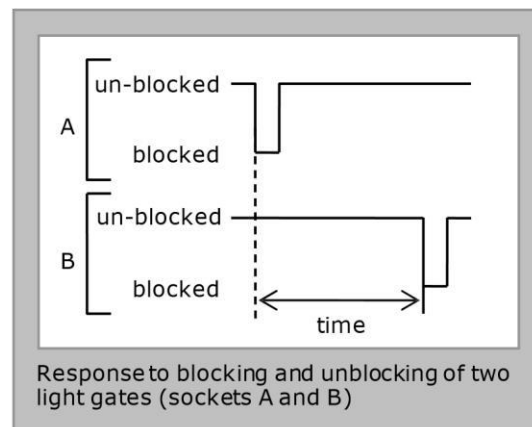 un-blocked
A
blocked
un-blocked
B
blocked
time
Response to blocking and unblocking of two
light gates (sockets A and B)